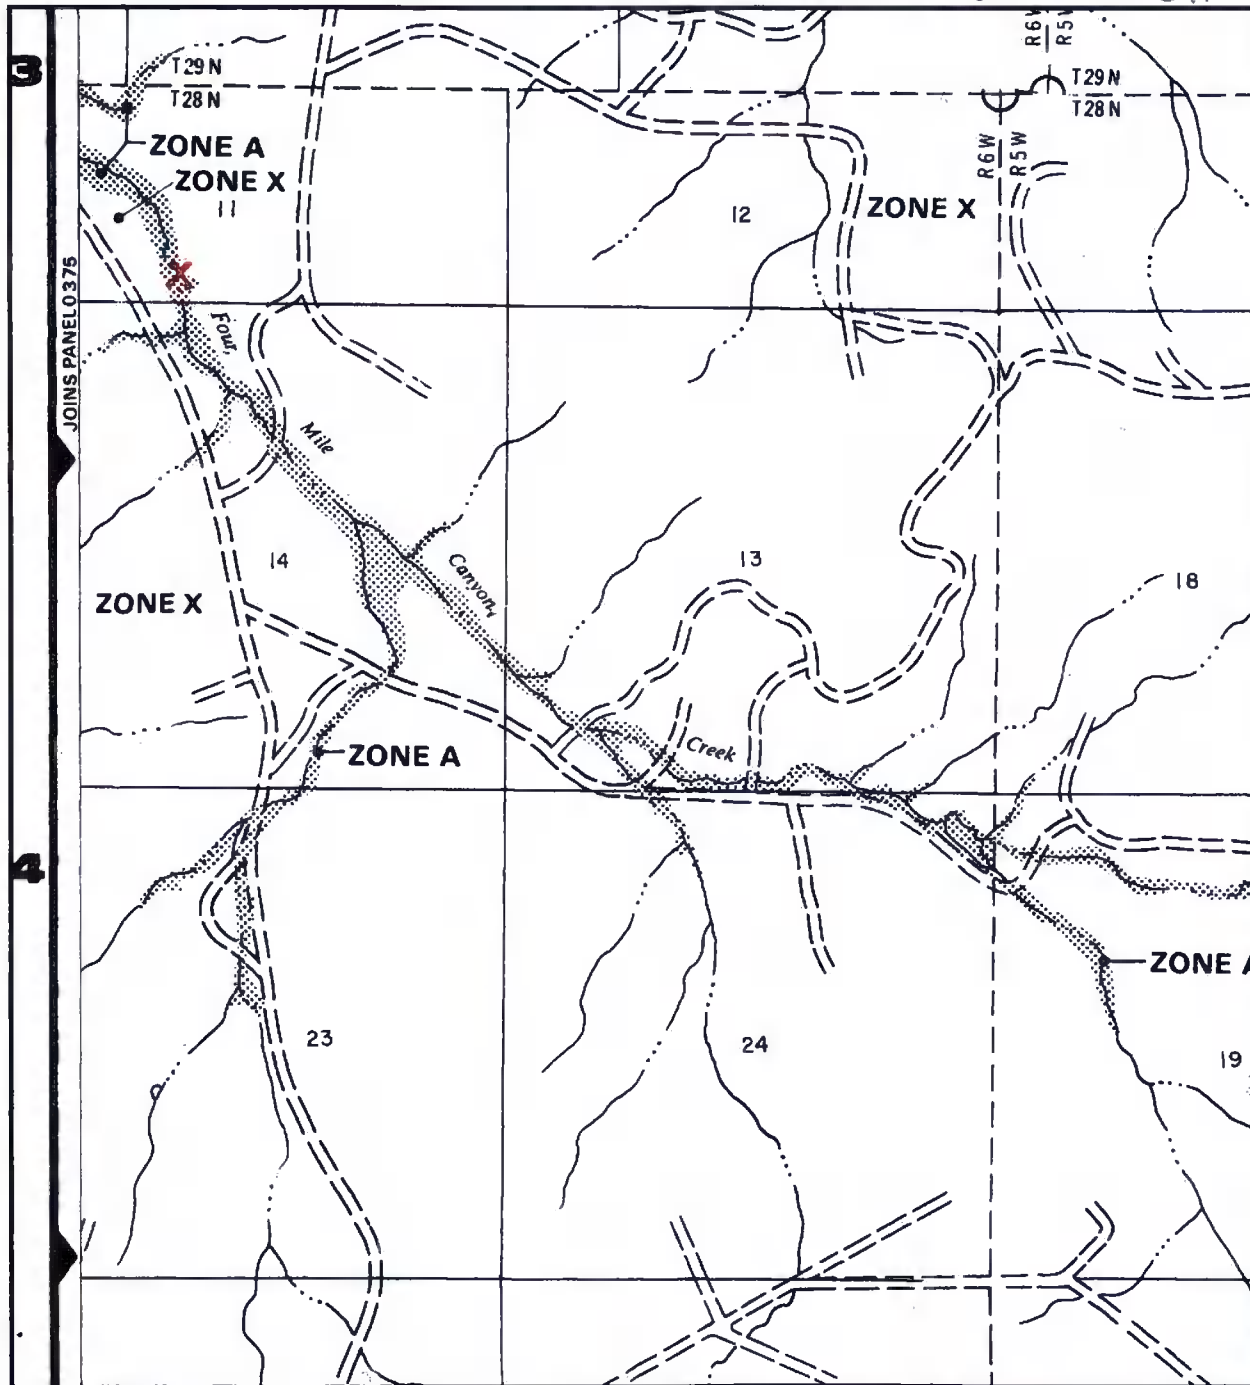 3
T29N
T28N
R6W
R5W
T29N
T28N
R6W
R5W
ZONE A
ZONE X
11
12
ZONE X
JOINS PANEL 0375
X
Four
Mile
Canyon
Creek
14
13
18
ZONE X
ZONE A
4
ZONE A
23
24
19